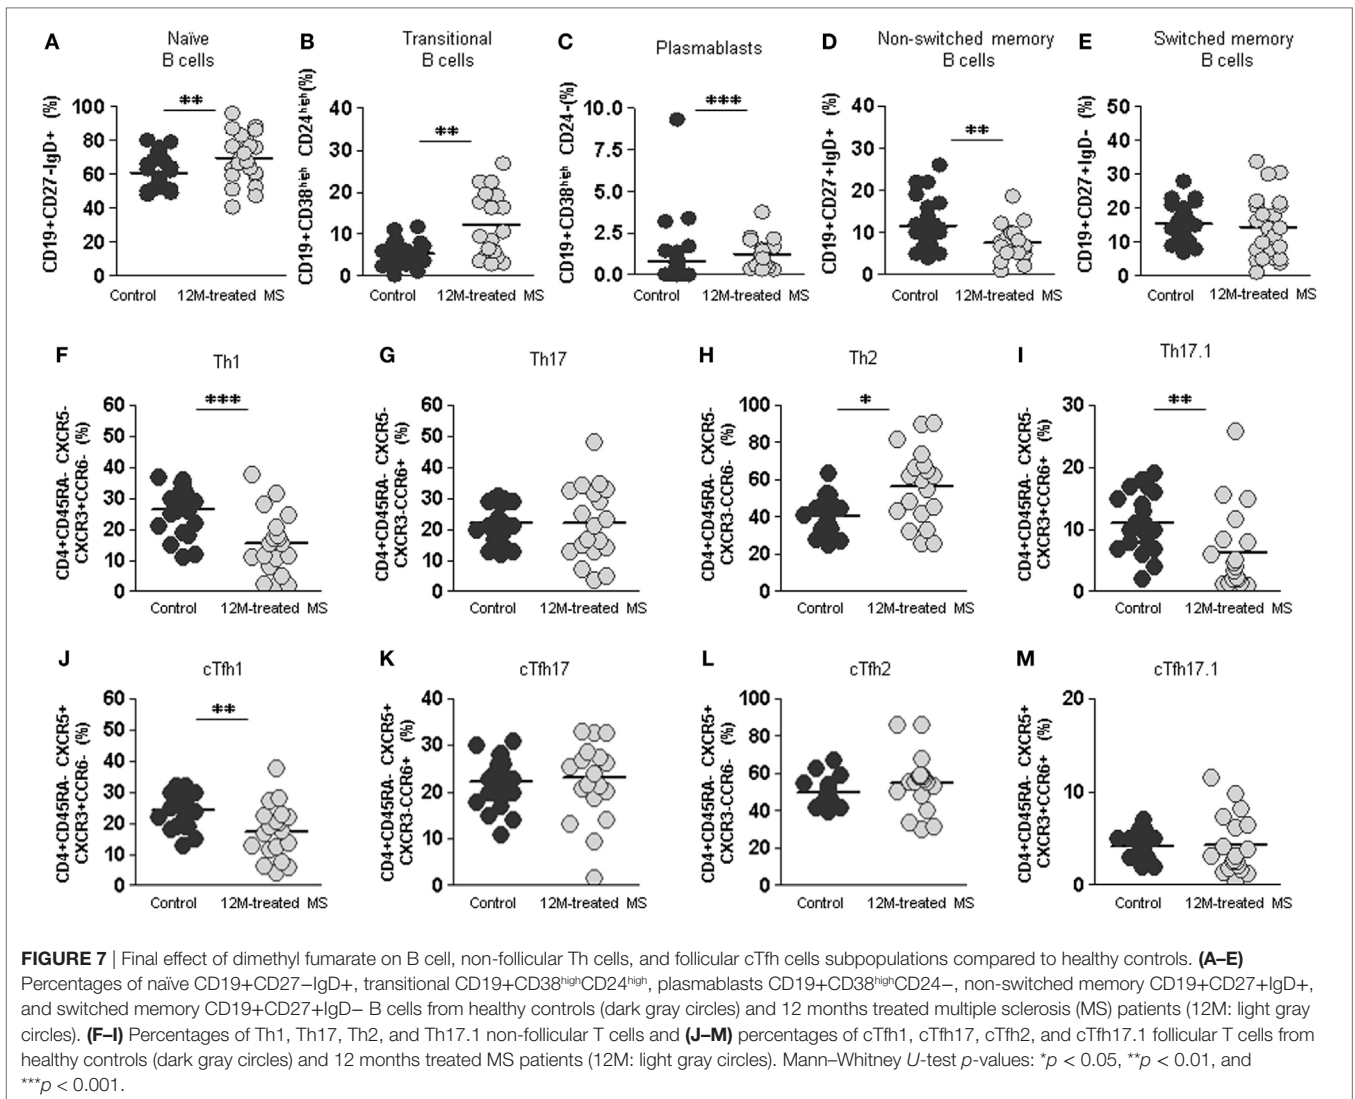 A
Naïve
B cells
CD19+CD27-IgD+ (%)
**
100
80
60
40
20
0
Control 12M-treated MS
B
Transitional
B cells
CD19+CD38high CD24high(%)
**
40
30
20
10
0
Control 12M-treated MS
C
Plasmablasts
CD19+CD38high CD24-(%)
***
10.0
7.5
5.0
2.5
0.0
Control 12M-treated MS
D
Non-switched memory
B cells
CD19+CD27+IgD+ (%)
**
40
30
20
10
0
Control 12M-treated MS
E
Switched memory
B cells
CD19+CD27+IgD- (%)
50
40
30
20
10
0
Control 12M-treated MS
F
Th1
CD4+CD45RA- CXCR5-
CXCR3+CCR6- (%)
***
60
50
40
30
20
10
0
Control 12M-treated MS
G
Th17
CD4+CD45RA- CXCR5-
CXCR3-CCR6+ (%)
60
50
40
30
20
10
0
Control 12M-treated MS
H
Th2
CD4+CD45RA- CXCR5-
CXCR3-CCR6- (%)
*
100
80
60
40
20
0
Control 12M-treated MS
I
Th17.1
CD4+CD45RA- CXCR5-
CXCR3+CCR6+ (%)
**
30
20
10
0
Control 12M-treated MS
J
cTfh1
CD4+CD45RA- CXCR5+
CXCR3+CCR6- (%)
**
60
50
40
30
20
10
0
Control 12M-treated MS
K
cTfh17
CD4+CD45RA- CXCR5+
CXCR3-CCR6+ (%)
40
30
20
10
0
Control 12M-treated MS
L
cTfh2
CD4+CD45RA- CXCR5+
CXCR3-CCR6- (%)
100
80
60
40
20
0
Control 12M-treated MS
M
cTfh17.1
CD4+CD45RA- CXCR5+
CXCR3+CCR6+ (%)
20
10
0
Control 12M-treated MS
FIGURE 7 | Final effect of dimethyl fumarate on B cell, non-follicular Th cells, and follicular cTfh cells subpopulations compared to healthy controls. (A–E)
Percentages of naïve CD19+CD27−IgD+, transitional CD19+CD38highCD24high, plasmablasts CD19+CD38highCD24−, non-switched memory CD19+CD27+IgD+,
and switched memory CD19+CD27+IgD− B cells from healthy controls (dark gray circles) and 12 months treated multiple sclerosis (MS) patients (12M: light gray
circles). (F–I) Percentages of Th1, Th17, Th2, and Th17.1 non-follicular T cells and (J–M) percentages of cTfh1, cTfh17, cTfh2, and cTfh17.1 follicular T cells from
healthy controls (dark gray circles) and 12 months treated MS patients (12M: light gray circles). Mann–Whitney U-test p-values: *p < 0.05, **p < 0.01, and
***p < 0.001.